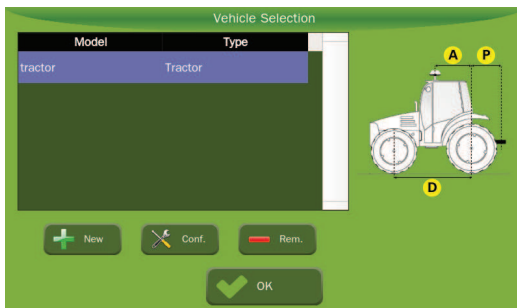 Vehicle Selection
Model Type
tractor Tractor
A P
D
New Conf. Rem.
OK